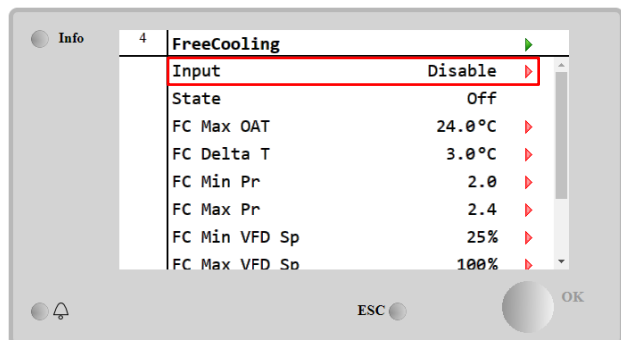 Info
4 FreeCooling
Input Disable
State Off
FC Max OAT 24.0°C
FC Delta T 3.0°C
FC Min Pr 2.0
FC Max Pr 2.4
FC Min VFD Sp 25%
FC Max VFD Sp 100%
ESC OK